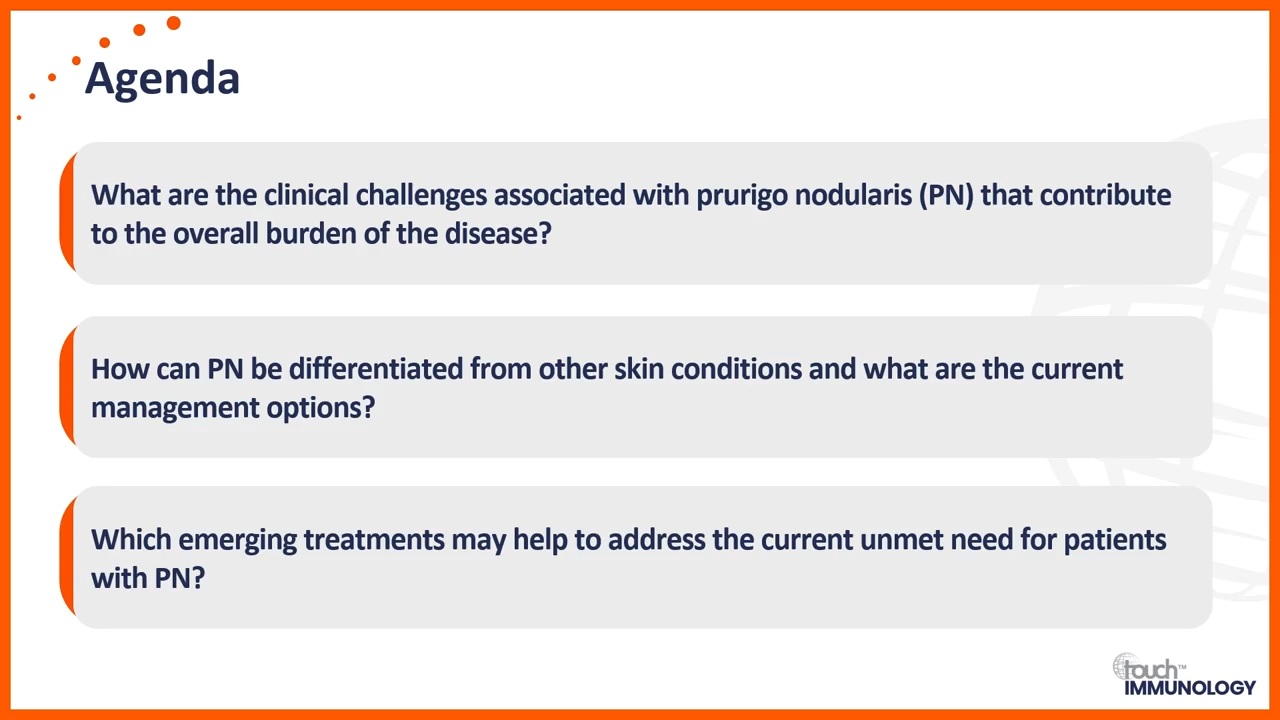 Agenda
What are the clinical challenges associated with prurigo nodularis (PN) that contribute
to the overall burden of the disease?
How can PN be differentiated from other skin conditions and what are the current
management options?
Which emerging treatments may help to address the current unmet need for patients
with PN?
touch™
IMMUNOLOGY